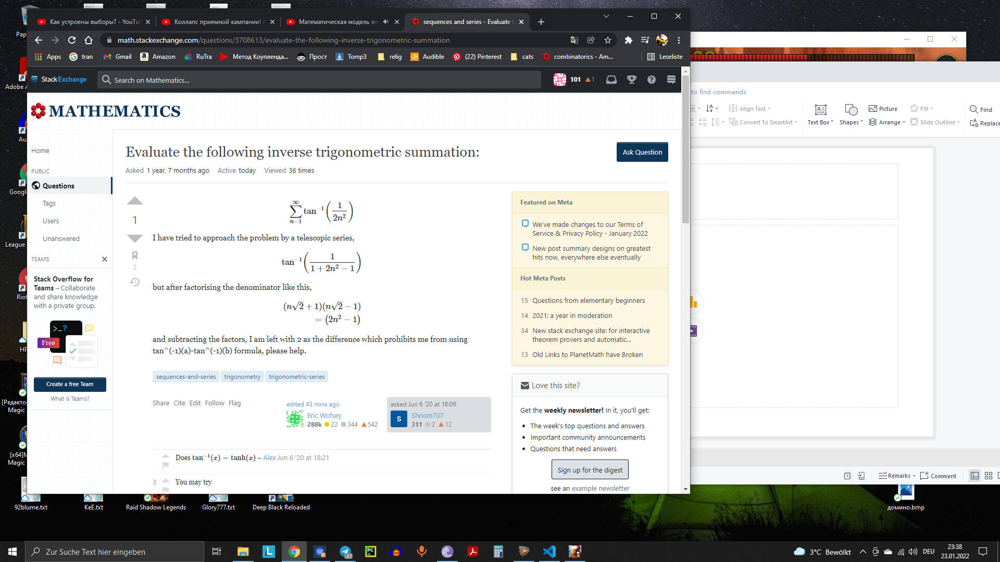 Как устроены выборы? - YouTu
Коллапс приемной кампании! A
Математическая модель эпи
sequences and series - Evaluate t
math.stackexchange.com/questions/3708613/evaluate-the-following-inverse-trigonometric-summation
Apps
tran
Gmail
Amazon
RuTra
Метод Коупленда...
Прост
Tomp3
relig
Audible
(22) Pinterest
cats
combinatorics - Am...
Leseliste
StackExchange
Search on Mathematics...
101
1
MATHEMATICS
Home
PUBLIC
Questions
Tags
Users
Unanswered
TEAMS
Stack Overflow for
Teams – Collaborate
and share knowledge
with a private group.
>_?
Free
Create a free Team
What is Teams?
Evaluate the following inverse trigonometric summation:
Ask Question
Asked 1 year, 7 months ago Active today Viewed 36 times
1
2
∑_{n=1}^{∞} tan⁻¹(1/(2n²))
I have tried to approach the problem by a telescopic series,
tan⁻¹(1/(1 + 2n² − 1))
but after factorising the denominator like this,
(n√2 + 1)(n√2 − 1)
= (2n² − 1)
and subtracting the factors, I am left with 2 as the difference which prohibits me from using
tan^(-1)(a)-tan^(-1)(b) formula, please help.
sequences-and-series trigonometry trigonometric-series
Share Cite Edit Follow Flag
edited 43 mins ago
Eric Wofsey
288k 22 344 542
asked Jun 6 '20 at 18:09
S
Shriom707
311 2 12
Does tan⁻¹(x) = tanh(x) – Alex Jun 6 '20 at 18:21
3 You may try
Featured on Meta
We’ve made changes to our Terms of
Service & Privacy Policy - January 2022
New post summary designs on greatest
hits now, everywhere else eventually
Hot Meta Posts
15 Questions from elementary beginners
14 2021: a year in moderation
34 New stack exchange site: for interactive
theorem provers and automatic...
13 Old Links to PlanetMath have Broken
Love this site?
Get the weekly newsletter! In it, you'll get:
The week's top questions and answers
Important community announcements
Questions that need answers
Sign up for the digest
see an example newsletter
to find commands
Align Text
Convert To SmartArt
Text Box
Shapes
Picture
Arrange
Fill
Slide Outline
Find
Replace
Remarks
Comment
Pap
Adobe A
Au
Googl
League
Riot
HP
[Редактор
Magic
[x64]M
Magic
92blume.txt
KeE.txt
Raid Shadow Legends
Glory777.txt
Deep Black Reloaded
домино.bmp
Zur Suche Text hier eingeben
L
.67
PC
3°C Bewölkt
DEU
23:38
23.01.2022